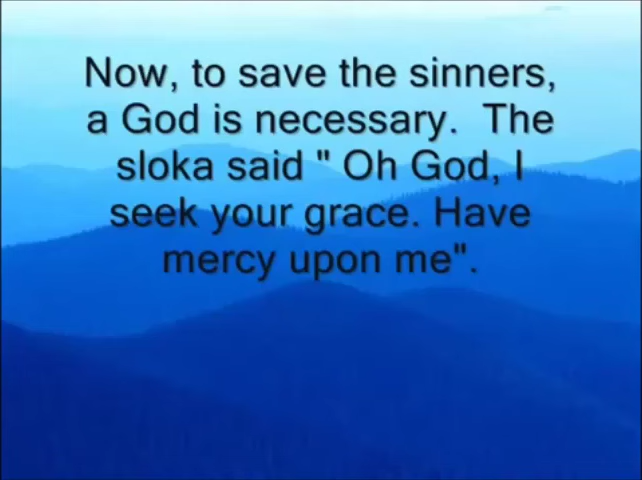 Now, to save the sinners,
a God is necessary.  The
sloka said " Oh God, I
seek your grace. Have
mercy upon me".